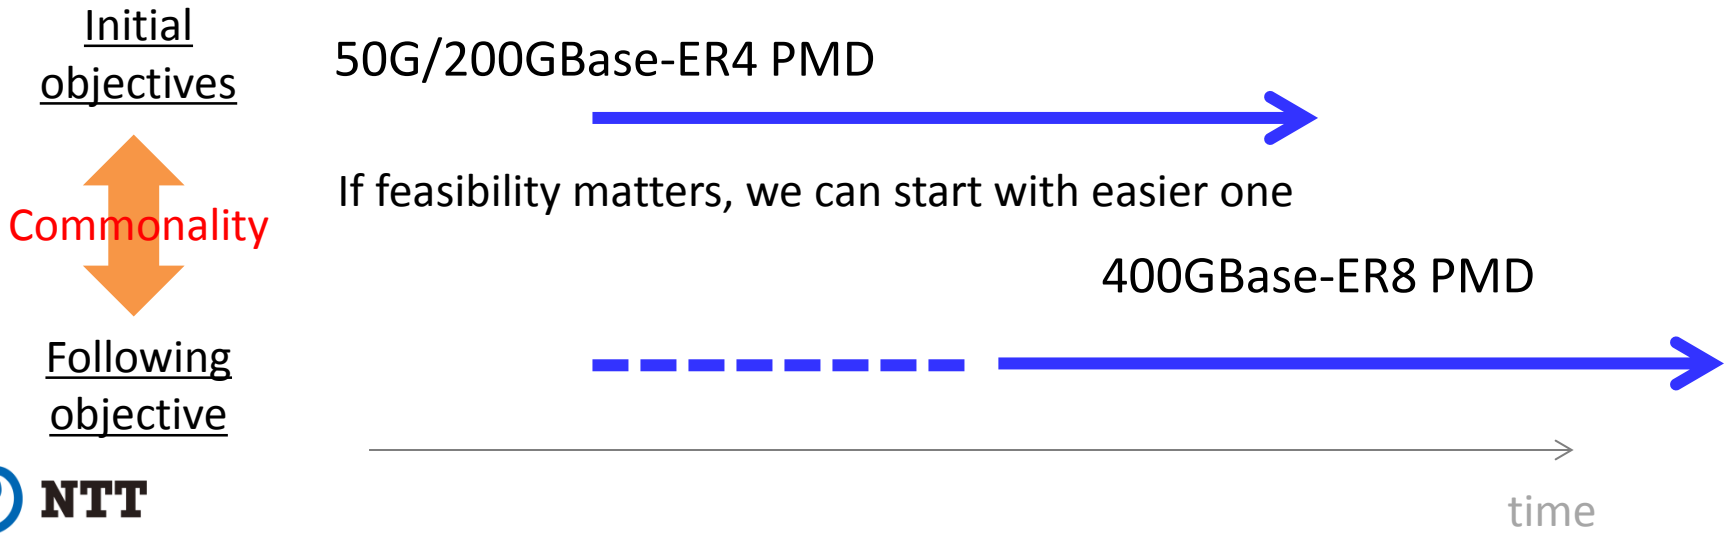 Initial
objectives
50G/200GBase-ER4 PMD
If feasibility matters, we can start with easier one
Commonality
400GBase-ER8 PMD
Following
objective
NTT
time